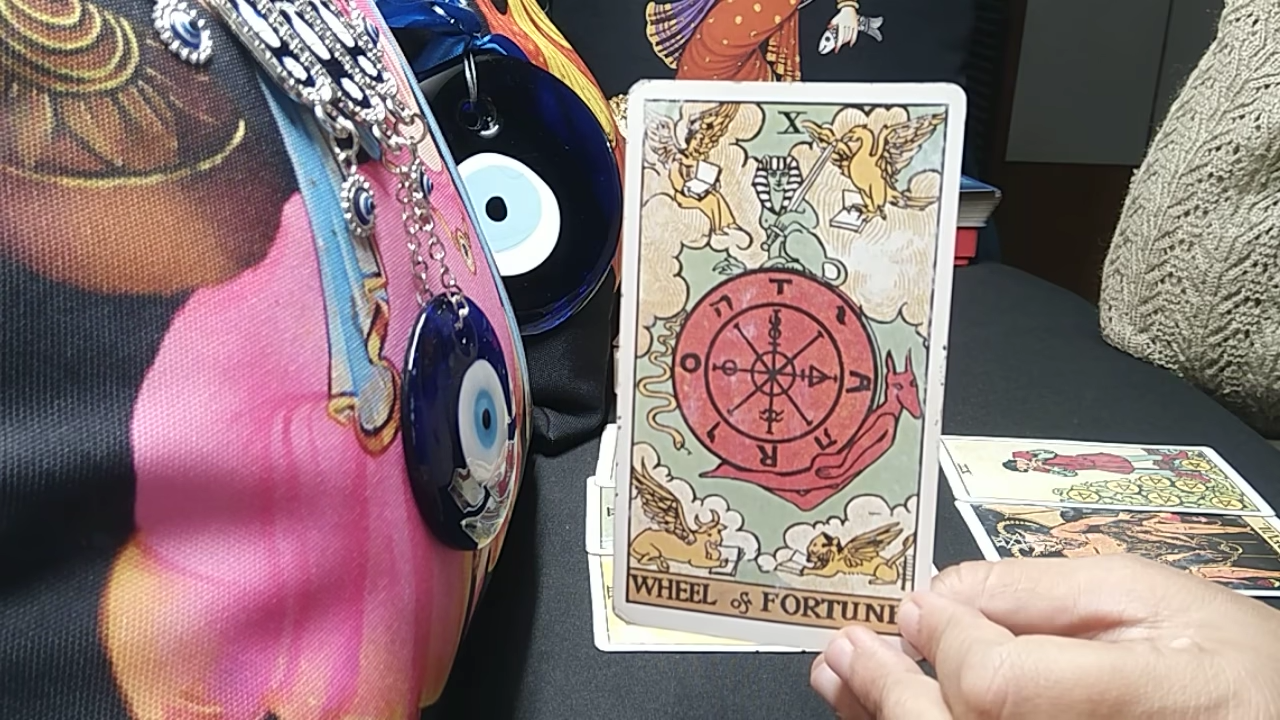 X
T
ה י
O A
ו ה
R
WHEEL of FORTUNE